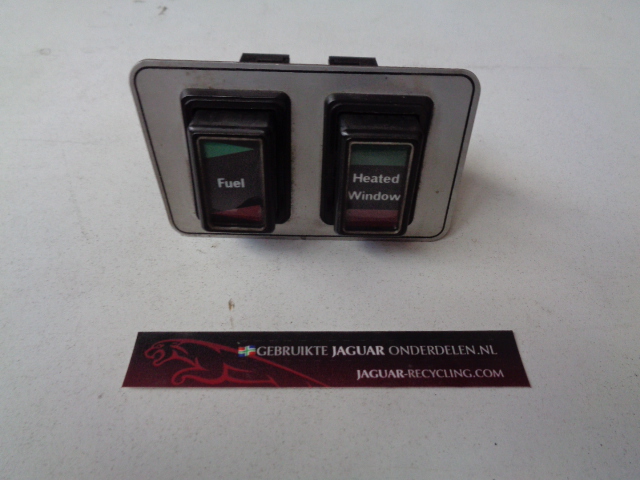 Fuel
Heated
Window
GEBRUIKTE JAGUAR ONDERDELEN.NL
JAGUAR-RECYCLING.COM